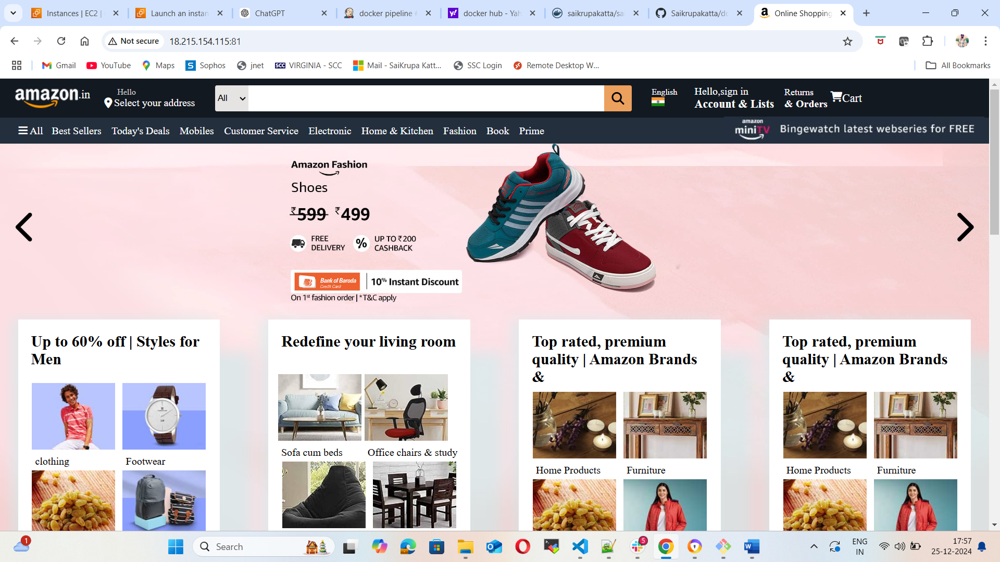 Instances | EC2 |
Launch an instan
ChatGPT
docker pipeline
docker hub - Yah
saikrupakatta/sa
Saikrupakatta/do
Online Shopping
Not secure
18.215.154.115:81
Gmail
YouTube
Maps
Sophos
jnet
SCC VIRGINIA - SCC
Mail - SaiKrupa Katt...
SSC Login
Remote Desktop W...
All Bookmarks
amazon.in
Hello
Select your address
All
English
Hello,sign in
Account & Lists
Returns
& Orders
Cart
All
Best Sellers
Today's Deals
Mobiles
Customer Service
Electronic
Home & Kitchen
Fashion
Book
Prime
amazon
miniTV
Bingewatch latest webseries for FREE
Amazon Fashion
Shoes
₹599 ₹499
FREE
DELIVERY
%
UP TO ₹200
CASHBACK
Bank of Baroda
Credit Card
10% Instant Discount
On 1st fashion order | *T&C apply
Up to 60% off | Styles for
Men
clothing
Footwear
Redefine your living room
Sofa cum beds
Office chairs & study
Top rated, premium
quality | Amazon Brands
&
Home Products
Furniture
Top rated, premium
quality | Amazon Brands
&
Home Products
Furniture
1
Search
5
ENG
IN
17:57
25-12-2024